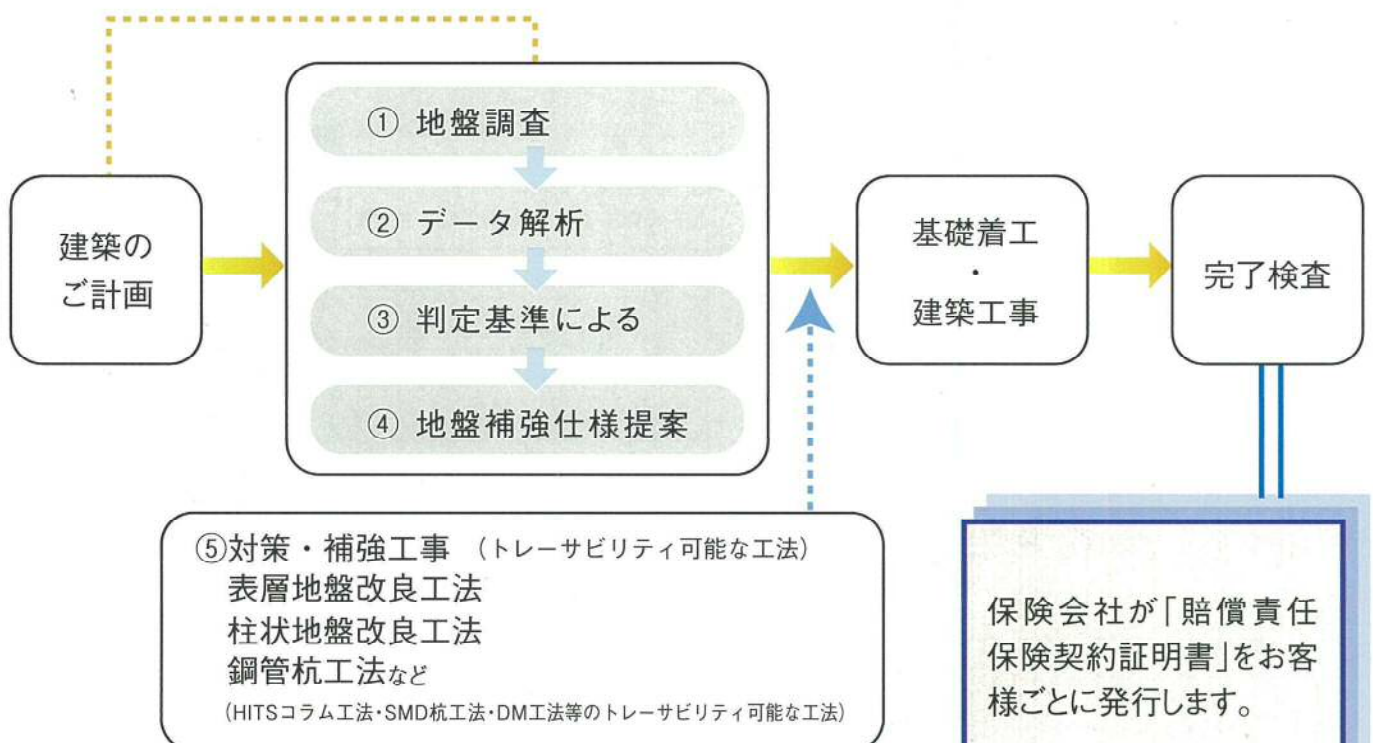 建築の
ご計画
① 地盤調査
② データ解析
③ 判定基準による
④ 地盤補強仕様提案
基礎着工
・
建築工事
完了検査
⑤対策・補強工事 (トレーサビリティ可能な工法)
表層地盤改良工法
柱状地盤改良工法
鋼管杭工法など
(HITSコラム工法・SMD杭工法・DM工法等のトレーサビリティ可能な工法)
保険会社が「賠償責任
保険契約証明書」をお客
様ごとに発行します。